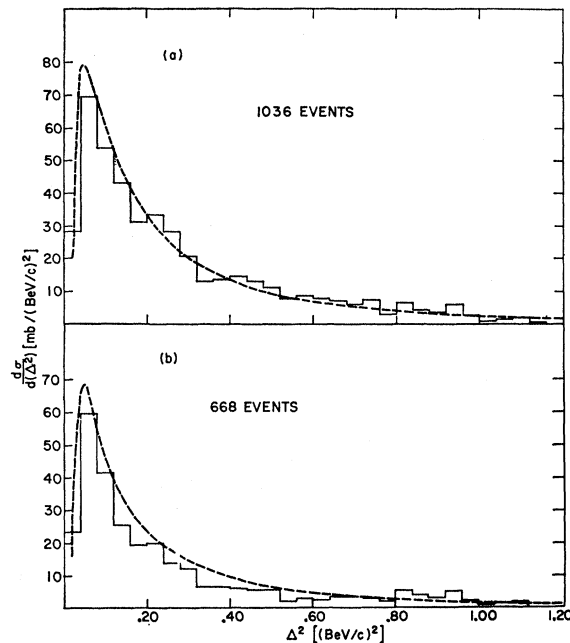 (a)
80
70
60
50
40
30
20
10
1036 EVENTS
dσ/d(Δ²) [mb/(BeV/c)²]
(b)
70
60
50
40
30
20
10
668 EVENTS
.20 .40 .60 .80 1.00 1.20
Δ² [(BeV/c)²]